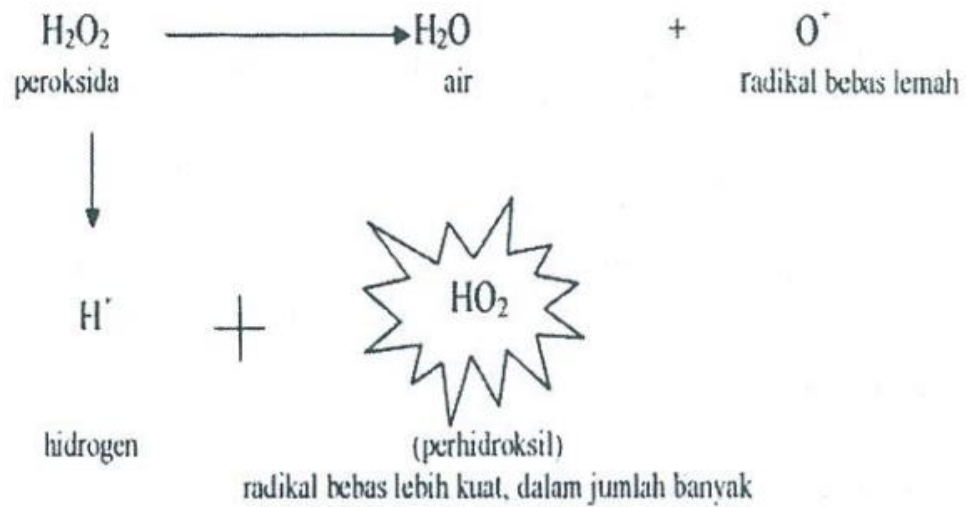 H₂O₂ → H₂O + O⁺
peroksida air radikal bebas lemah
H⁺ + HO₂
hidrogen (perhidroksil)
radikal bebas lebih kuat, dalam jumlah banyak